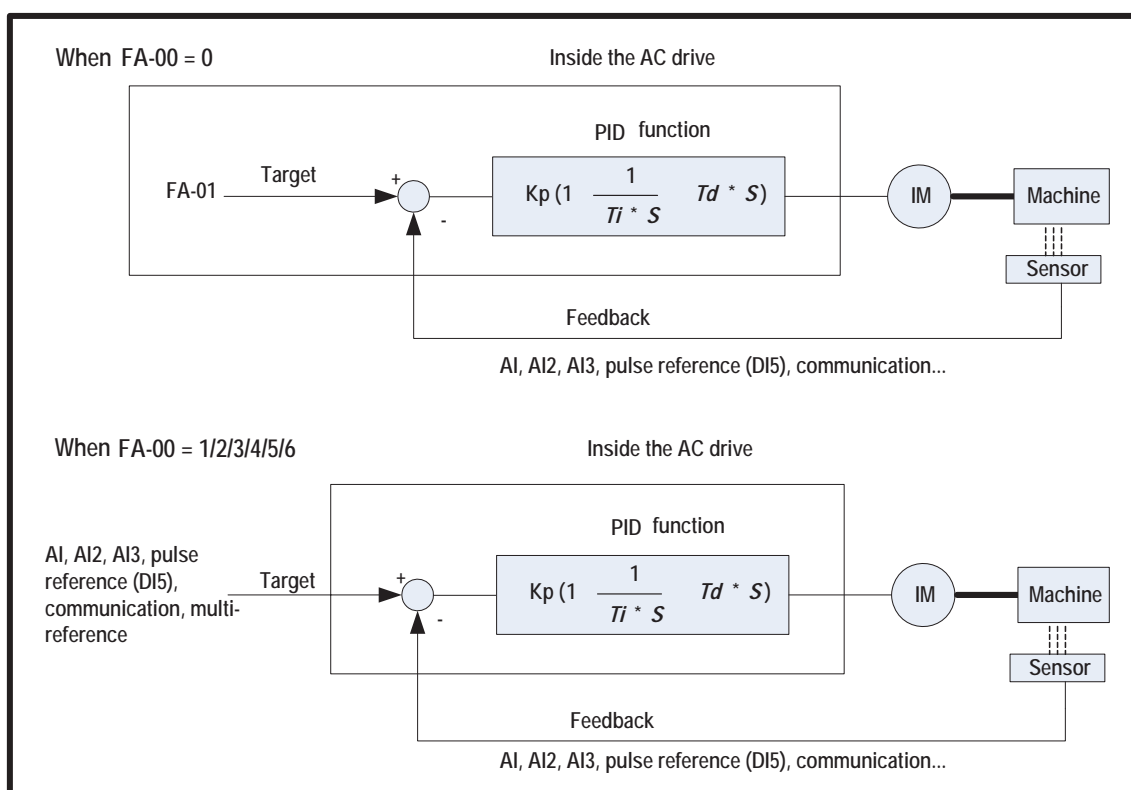 When FA-00 = 0
Inside the AC drive
PID function
FA-01
Target
+
-
Kp (1 1 / Ti * S Td * S)
IM
Machine
Sensor
Feedback
AI, AI2, AI3, pulse reference (DI5), communication...
When FA-00 = 1/2/3/4/5/6
Inside the AC drive
PID function
AI, AI2, AI3, pulse
reference (DI5),
communication, multi-
reference
Target
+
-
Kp (1 1 / Ti * S Td * S)
IM
Machine
Sensor
Feedback
AI, AI2, AI3, pulse reference (DI5), communication...